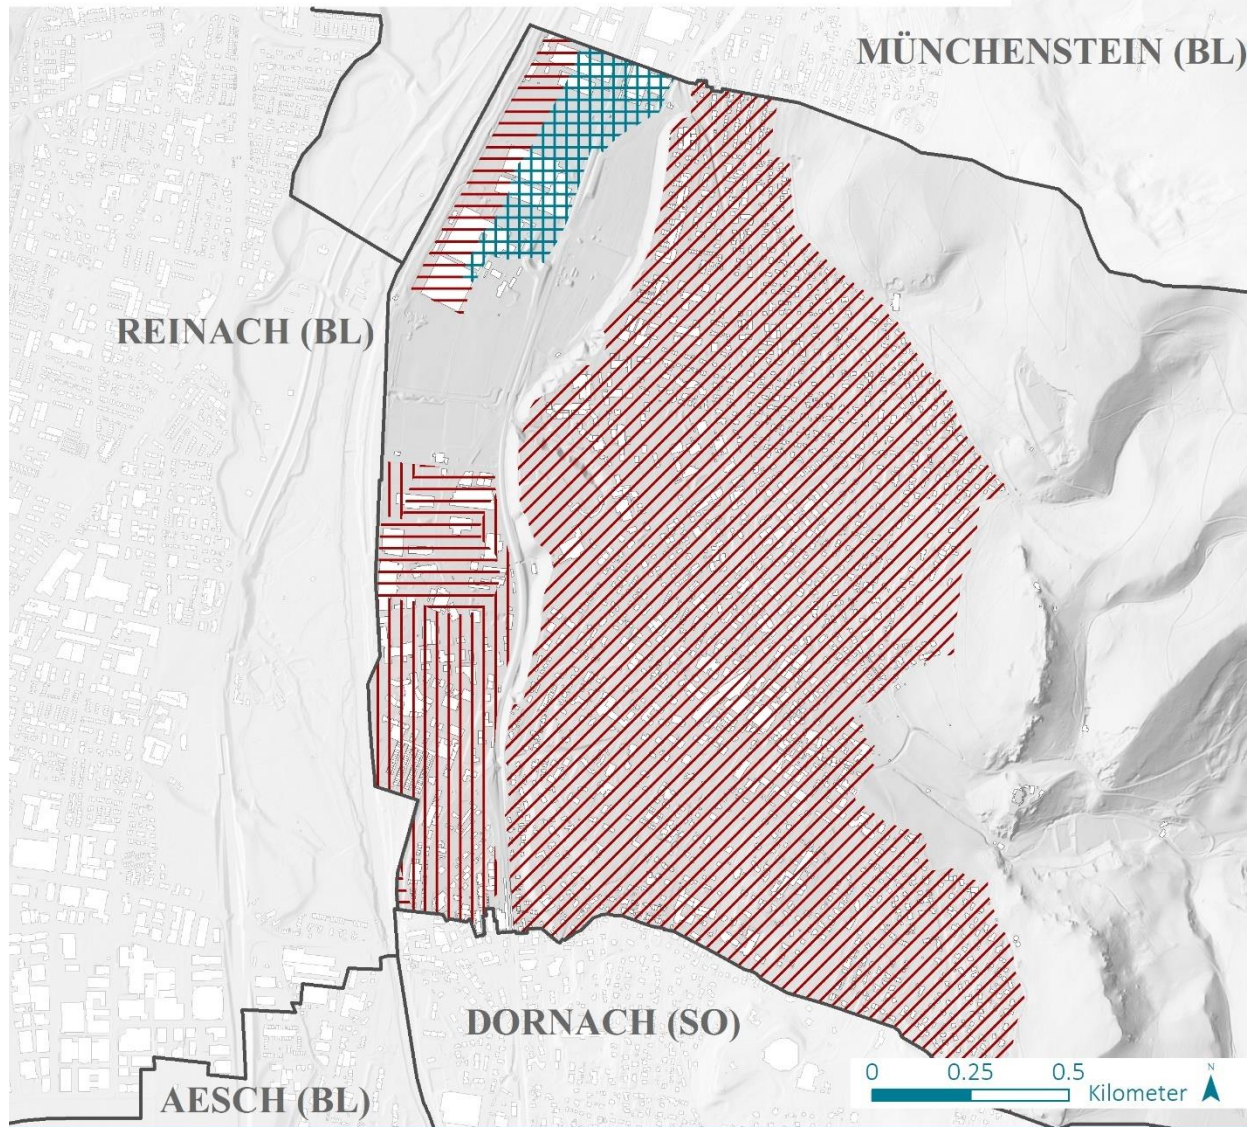 MÜNCHENSTEIN (BL)
REINACH (BL)
DORNACH (SO)
AESCH (BL)
0 0.25 0.5
Kilometer
N